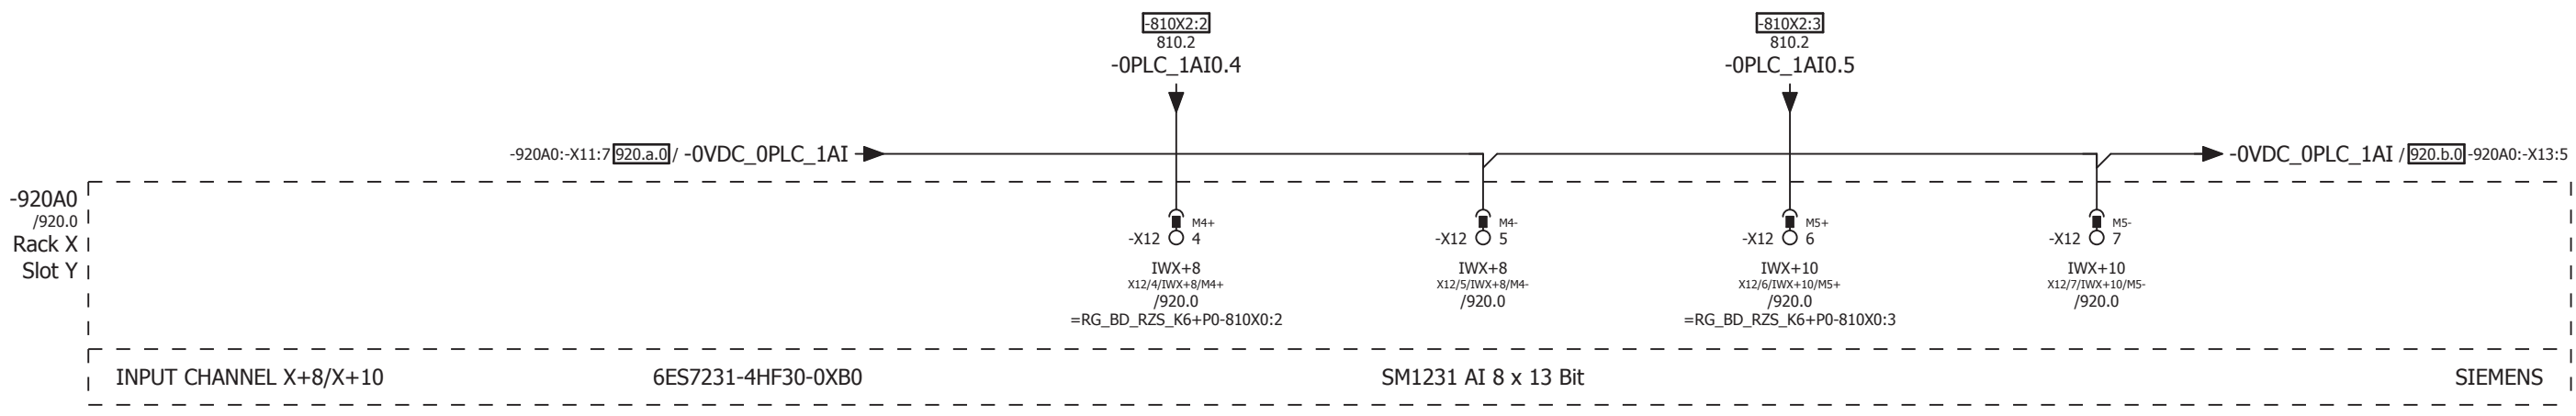 -810X2:2
810.2
-0PLC_1AI0.4
-810X2:3
810.2
-0PLC_1AI0.5
-920A0:-X11:7 920.a.0 / -0VDC_0PLC_1AI
-0VDC_0PLC_1AI / 920.b.0 -920A0:-X13:5
-920A0
/920.0
Rack X
Slot Y
M4+
-X12 4
IWX+8
X12/4/IWX+8/M4+
/920.0
=RG_BD_RZS_K6+P0-810X0:2
M4-
-X12 5
IWX+8
X12/5/IWX+8/M4-
/920.0
M5+
-X12 6
IWX+10
X12/6/IWX+10/M5+
/920.0
=RG_BD_RZS_K6+P0-810X0:3
M5-
-X12 7
IWX+10
X12/7/IWX+10/M5-
/920.0
INPUT CHANNEL X+8/X+10
6ES7231-4HF30-0XB0
SM1231 AI 8 x 13 Bit
SIEMENS